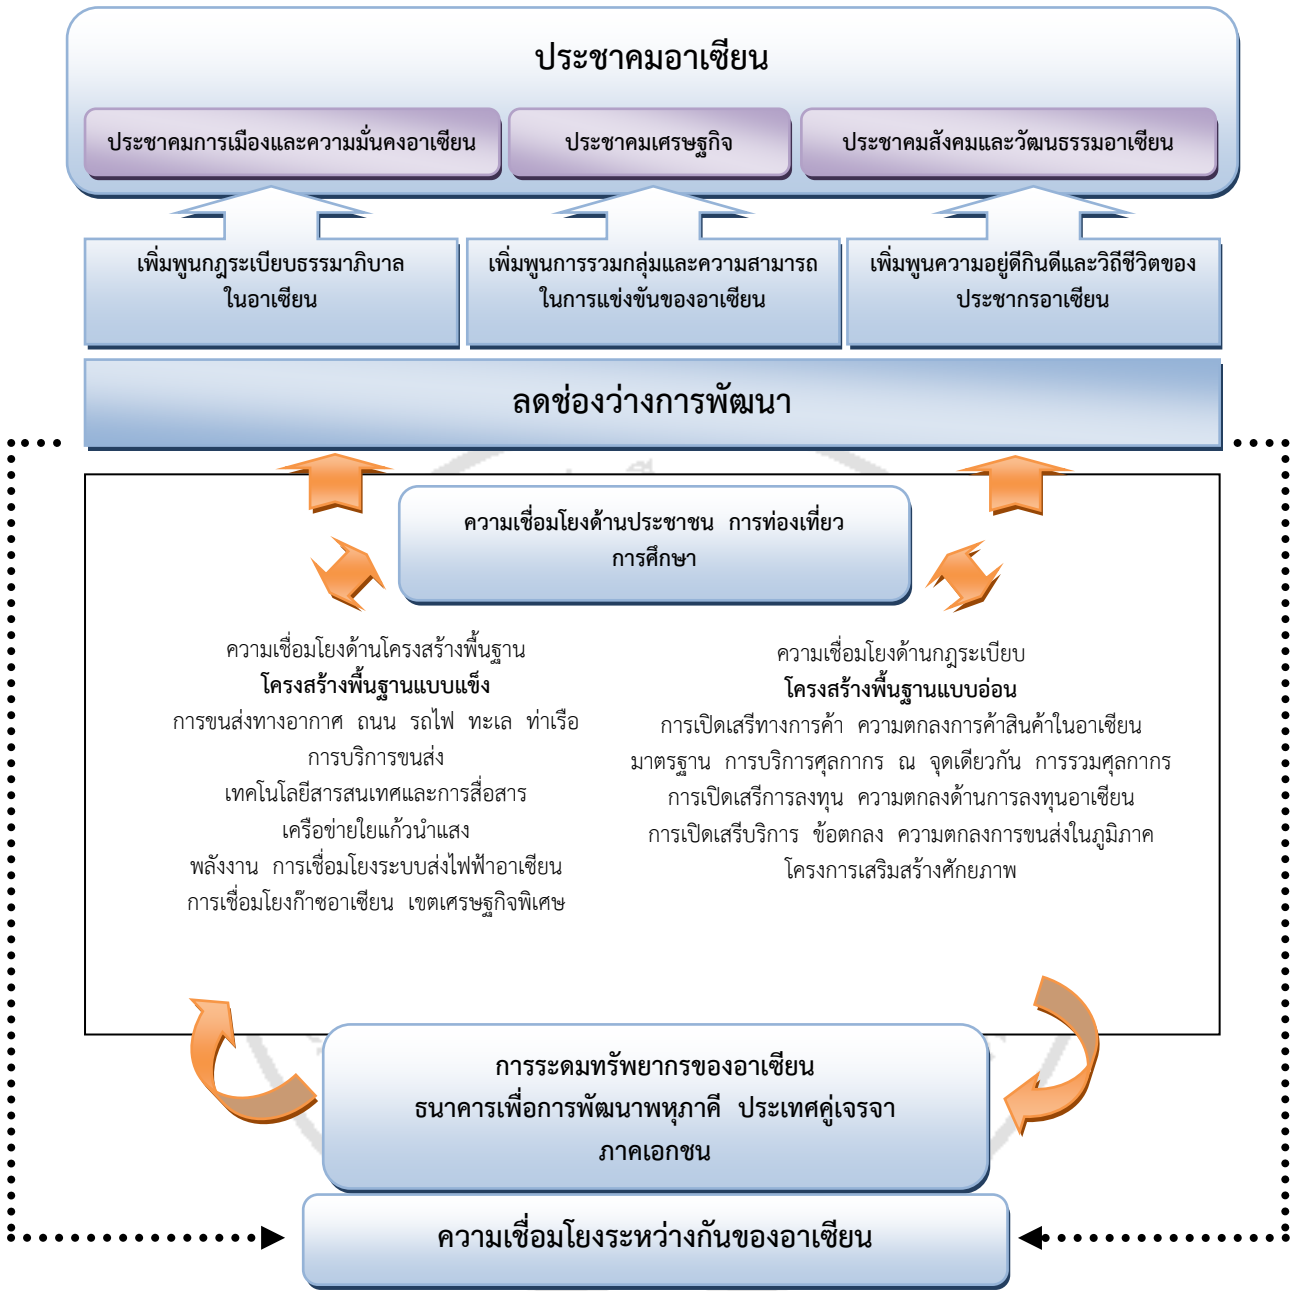 ประชาคมอาเซียน
ประชาคมการเมืองและความมั่นคงอาเซียน
ประชาคมเศรษฐกิจ
ประชาคมสังคมและวัฒนธรรมอาเซียน
เพิ่มพูนกฎระเบียบธรรมาภิบาล
ในอาเซียน
เพิ่มพูนการรวมกลุ่มและความสามารถ
ในการแข่งขันของอาเซียน
เพิ่มพูนความอยู่ดีกินดีและวิถีชีวิตของ
ประชากรอาเซียน
ลดช่องว่างการพัฒนา
ความเชื่อมโยงด้านประชาชน การท่องเที่ยว
การศึกษา
ความเชื่อมโยงด้านโครงสร้างพื้นฐาน
โครงสร้างพื้นฐานแบบแข็ง
การขนส่งทางอากาศ ถนน รถไฟ ทะเล ท่าเรือ
การบริการขนส่ง
เทคโนโลยีสารสนเทศและการสื่อสาร
เครือข่ายใยแก้วนำแสง
พลังงาน การเชื่อมโยงระบบส่งไฟฟ้าอาเซียน
การเชื่อมโยงก๊าซอาเซียน เขตเศรษฐกิจพิเศษ
ความเชื่อมโยงด้านกฎระเบียบ
โครงสร้างพื้นฐานแบบอ่อน
การเปิดเสรีทางการค้า ความตกลงการค้าสินค้าในอาเซียน
มาตรฐาน การบริการศุลกากร ณ จุดเดียวกัน การรวมศุลกากร
การเปิดเสรีการลงทุน ความตกลงด้านการลงทุนอาเซียน
การเปิดเสรีบริการ ข้อตกลง ความตกลงการขนส่งในภูมิภาค
โครงการเสริมสร้างศักยภาพ
การระดมทรัพยากรของอาเซียน
ธนาคารเพื่อการพัฒนาพหุภาคี ประเทศคู่เจรจา
ภาคเอกชน
ความเชื่อมโยงระหว่างกันของอาเซียน